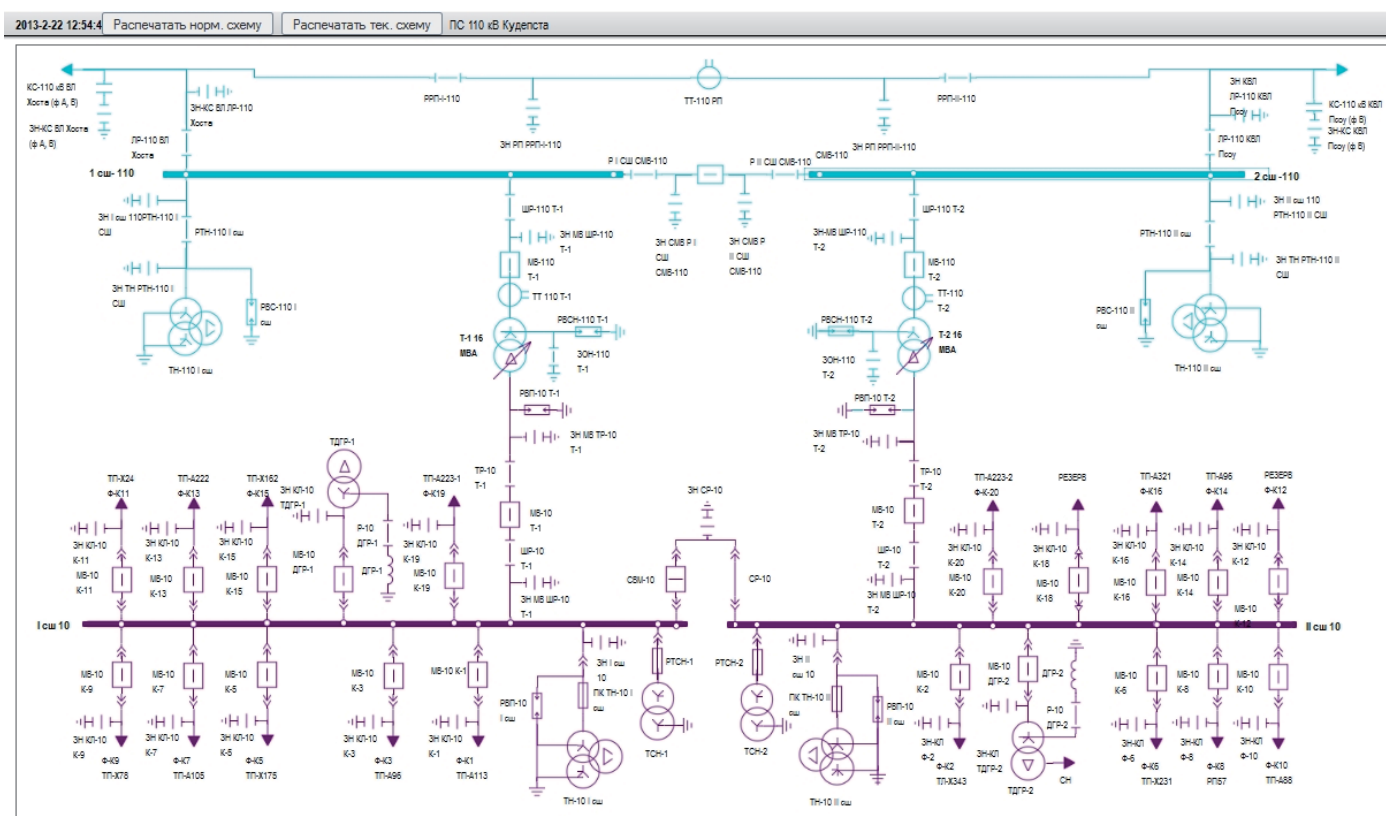 2013-2-22 12:54:4 Распечатать норм. схему Распечатать тек. схему ПС 110 кВ Кудепста
КС-110 кВ ВЛ
Хоста (ф А, В)
ЗН-КС ВЛ Хоста
(ф А, В)
ЗН-КС ВЛ ЛР-110
Хоста
ЛР-110 ВЛ
Хоста
РРП-I-110
ЗН РП РРП-I-110
ТТ-110 РП
РРП-II-110
ЗН РП РРП-II-110
ЗН КВЛ
ЛР-110 КВЛ
Псоу
КС-110 кВ КВЛ
Псоу (ф В)
ЗН-КС КВЛ
Псоу (ф В)
ЛР-110 КВЛ
Псоу
1 сш- 110
Р I СШ СМВ-110
Р II СШ СМВ-110
СМВ-110
2 сш -110
ЗН I сш 110РТН-110 I
СШ
РТН-110 I сш
ЗН ТН РТН-110 I
СШ
РВС-110 I
сш
ТН-110 I сш
ШР-110 Т-1
ЗН МВ ШР-110
Т-1
МВ-110
Т-1
ТТ 110 Т-1
РВСН-110 Т-1
Т-1 16
МВА
ЗОН-110
Т-1
ЗН СМВ Р I
СШ
СМВ-110
ЗН СМВ Р
II СШ
СМВ-110
ШР-110 Т-2
ЗН-МВ ШР-110
Т-2
МВ-110
Т-2
ТТ-110
Т-2
РВСН-110 Т-2
Т-2 16
МВА
ЗОН-110
Т-2
ЗН II сш 110
РТН-110 II СШ
РТН-110 II сш
ЗН ТН РТН-110 II
СШ
РВС-110 II
сш
ТН-110 II сш
РВП-10 Т-1
ЗН МВ ТР-10
Т-1
РВП-10 Т-2
ЗН МВ ТР-10
Т-2
ТР-10
Т-1
МВ-10
Т-1
ШР-10
Т-1
ЗН МВ ШР-10
Т-1
ТР-10
Т-2
МВ-10
Т-2
ШР-10
Т-2
ЗН МВ ШР-10
Т-2
ТП-Х24
Ф-К11
ТП-А222
Ф-К13
ТП-Х162
Ф-К15
ТДГР-1
ЗН КЛ-10
ТДГР-1
ТП-А223-1
Ф-К19
ЗН СР-10
ТП-А223-2
Ф-К-20
РЕЗЕРВ
ТП-А321
Ф-К16
ТП-А96
Ф-К14
РЕЗЕРВ
Ф-К12
ЗН КЛ-10
К-11
МВ-10
К-11
ЗН КЛ-10
К-13
МВ-10
К-13
ЗН КЛ-10
К-15
МВ-10
К-15
МВ-10
ДГР-1
Р-10
ДГР-1
ДГР-1
ЗН КЛ-10
К-19
МВ-10
К-19
СВМ-10
СР-10
ЗН КЛ-10
К-20
МВ-10
К-20
ЗН КЛ-10
К-18
МВ-10
К-18
ЗН КЛ-10
К-16
МВ-10
К-16
ЗН КЛ-10
К-14
МВ-10
К-14
ЗН КЛ-10
К-12
МВ-10
К-12
I сш 10
II сш 10
МВ-10
К-9
ЗН КЛ-10
К-9
Ф-К9
ТП-Х78
МВ-10
К-7
ЗН КЛ-10
К-7
Ф-К7
ТП-А105
МВ-10
К-5
ЗН КЛ-10
К-5
Ф-К5
ТП-Х175
МВ-10
К-3
ЗН КЛ-10
К-3
Ф-К3
ТП-А96
МВ-10 К-1
ЗН КЛ-10
К-1
Ф-К1
ТП-А113
РВП-10
I сш
ЗН I сш
10
ПК ТН-10 I
сш
ТН-10 I сш
РТСН-1
ТСН-1
РТСН-2
ТСН-2
ЗН II
сш 10
ПК ТН-10 II
сш
РВП-10
II сш
ТН-10 II сш
МВ-10
К-2
ЗН-КЛ
Ф-2
Ф-К2
ТЛ-Х343
МВ-10
ДГР-2
ДГР-2
Р-10
ДГР-2
ЗН-КЛ
ТДГР-2
ТДГР-2
СН
МВ-10
К-6
ЗН-КЛ
Ф-6
Ф-К6
ТП-Х231
МВ-10
К-8
ЗН-КЛ
Ф-8
Ф-К8
РП57
МВ-10
К-10
ЗН-КЛ
Ф-10
Ф-К10
ТП-А88